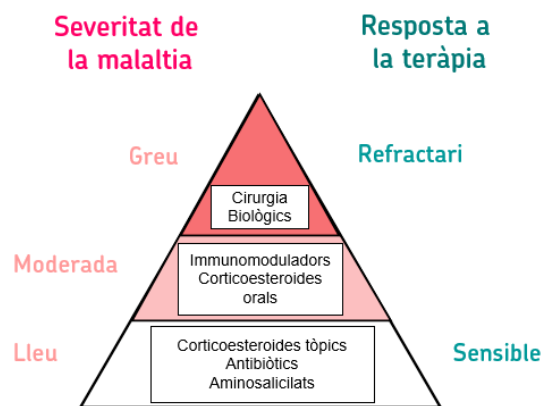 Severitat de
la malaltia
Resposta a
la teràpia
Greu
Refractari
Cirurgia
Biològics
Moderada
Immunomoduladors
Corticoesteroides
orals
Lleu
Sensible
Corticoesteroides tòpics
Antibiòtics
Aminosalicilats